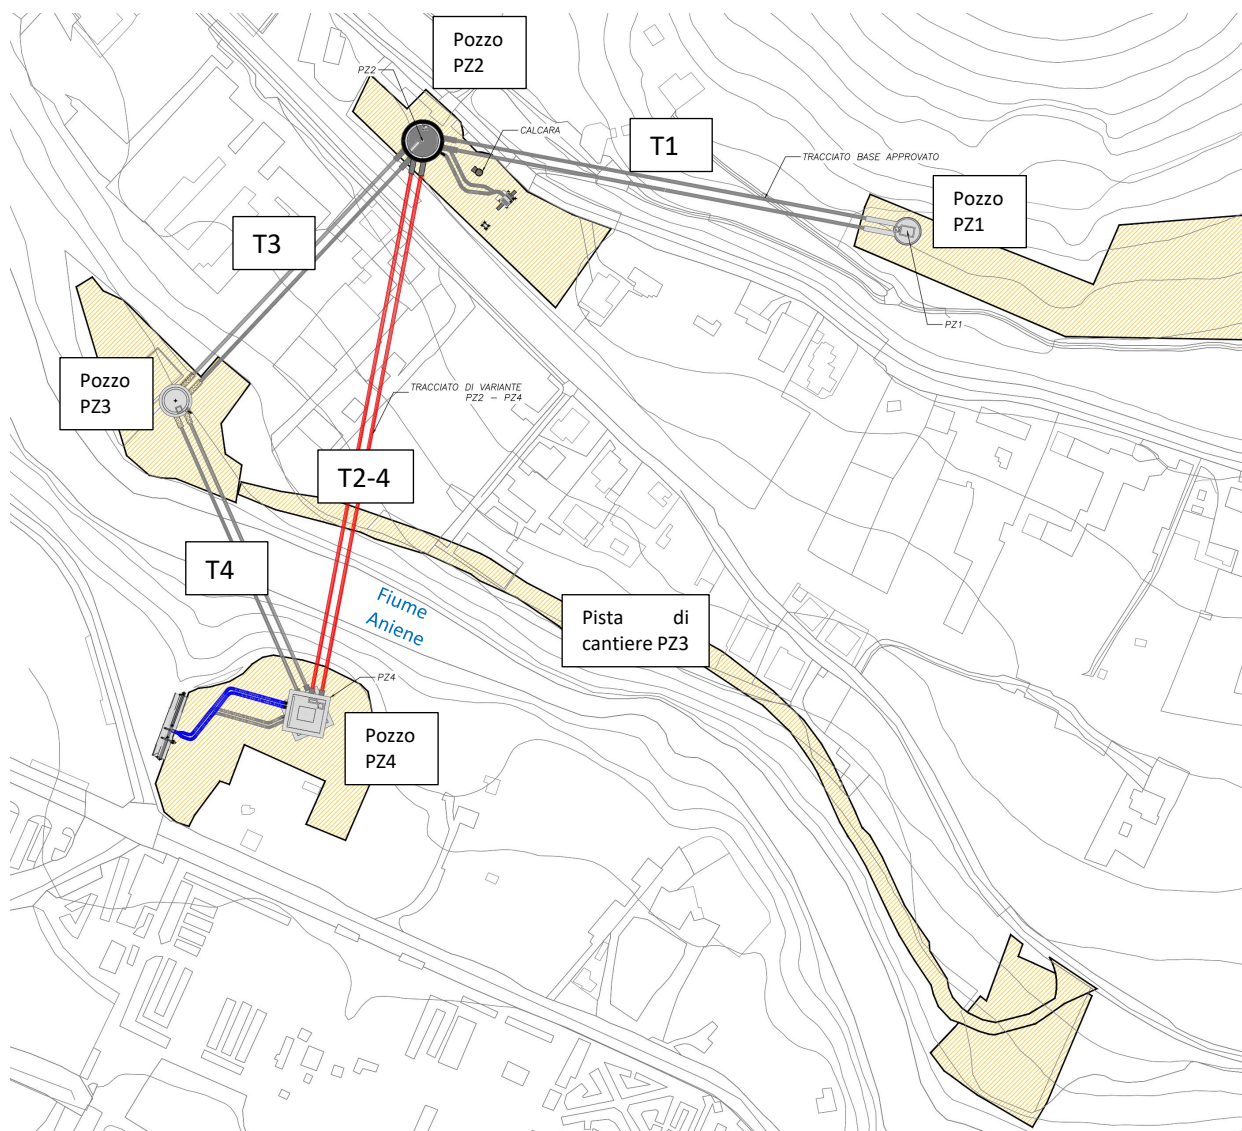 Pozzo
PZ2
PZ2
CALCARA
T1
TRACCIATO BASE APPROVATO
Pozzo
PZ1
PZ1
T3
Pozzo
PZ3
TRACCIATO DI VARIANTE
PZ2 – PZ4
T2-4
T4
Fiume
Aniene
Pista di
cantiere PZ3
PZ4
Pozzo
PZ4